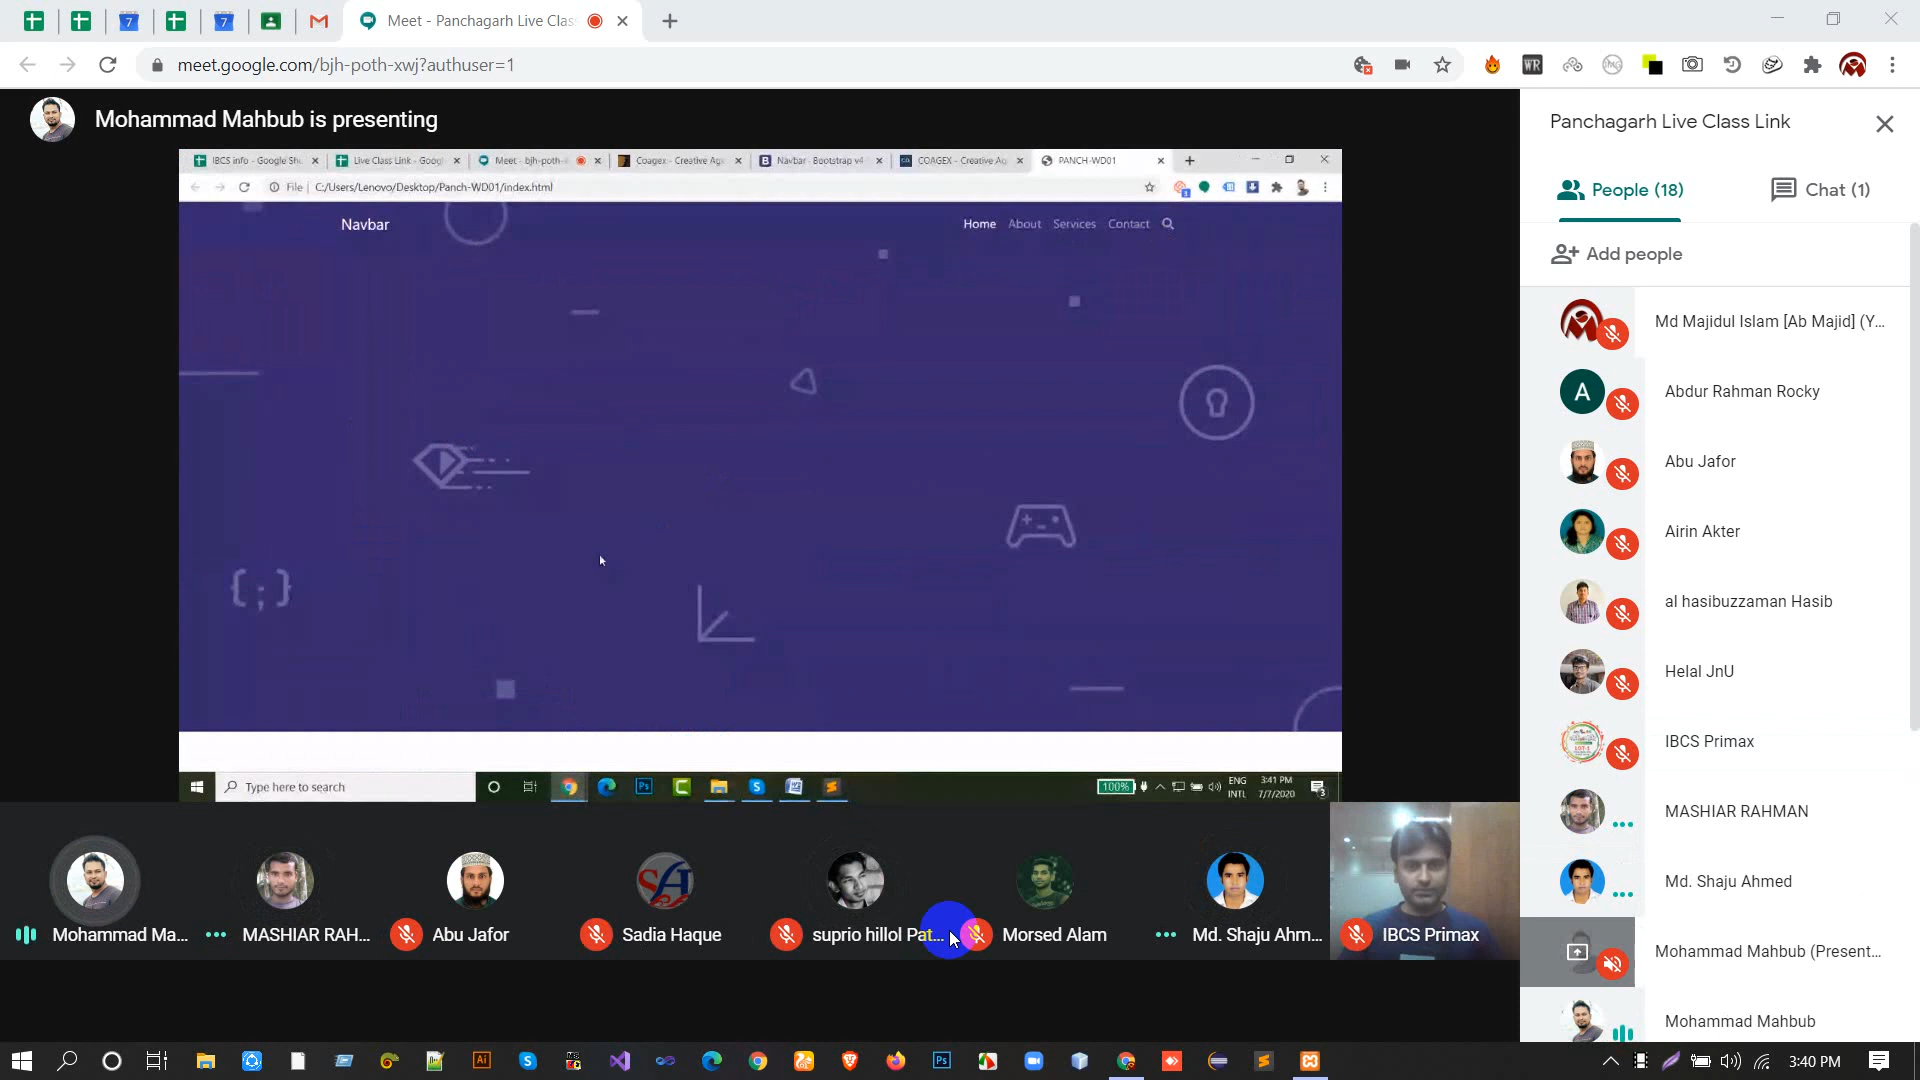 Meet - Panchagarh Live Clas
meet.google.com/bjh-poth-xwj?authuser=1
Mohammad Mahbub is presenting
IBCS info - Google She
Live Class Link - Googl
Meet - bjh-poth-
Coagex - Creative Age
Navbar · Bootstrap v4
COAGEX - Creative Ag
PANCH-WD01
File | C:/Users/Lenovo/Desktop/Panch-WD01/index.html
Navbar
Home About Services Contact
{ ; }
Type here to search
100%
ENG
INTL
3:41 PM
7/7/2020
Mohammad Ma...
MASHIAR RAH...
Abu Jafor
Sadia Haque
suprio hillol Pat...
Morsed Alam
Md. Shaju Ahm...
IBCS Primax
Panchagarh Live Class Link
People (18)
Chat (1)
Add people
Md Majidul Islam [Ab Majid] (Y...
A
Abdur Rahman Rocky
Abu Jafor
Airin Akter
al hasibuzzaman Hasib
Helal JnU
IBCS Primax
MASHIAR RAHMAN
Md. Shaju Ahmed
Mohammad Mahbub (Present...
Mohammad Mahbub
3:40 PM